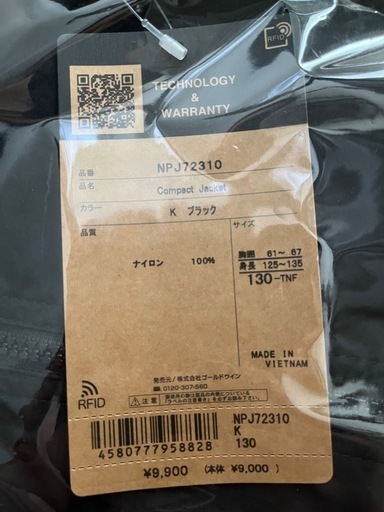 RFID
TECHNOLOGY
&
WARRANTY
品番 NPJ72310
品名 Compact Jacket
カラー K ブラック
品質 サイズ
ナイロン 100%
胸囲 61～ 67
身長 125～135
130-TNF
MADE IN
VIETNAM
発売元/株式会社ゴールドウイン
0120-307-560
RFID
注意
NPJ72310
K
130
4580777958828
¥9,900 (本体 ¥9,000)